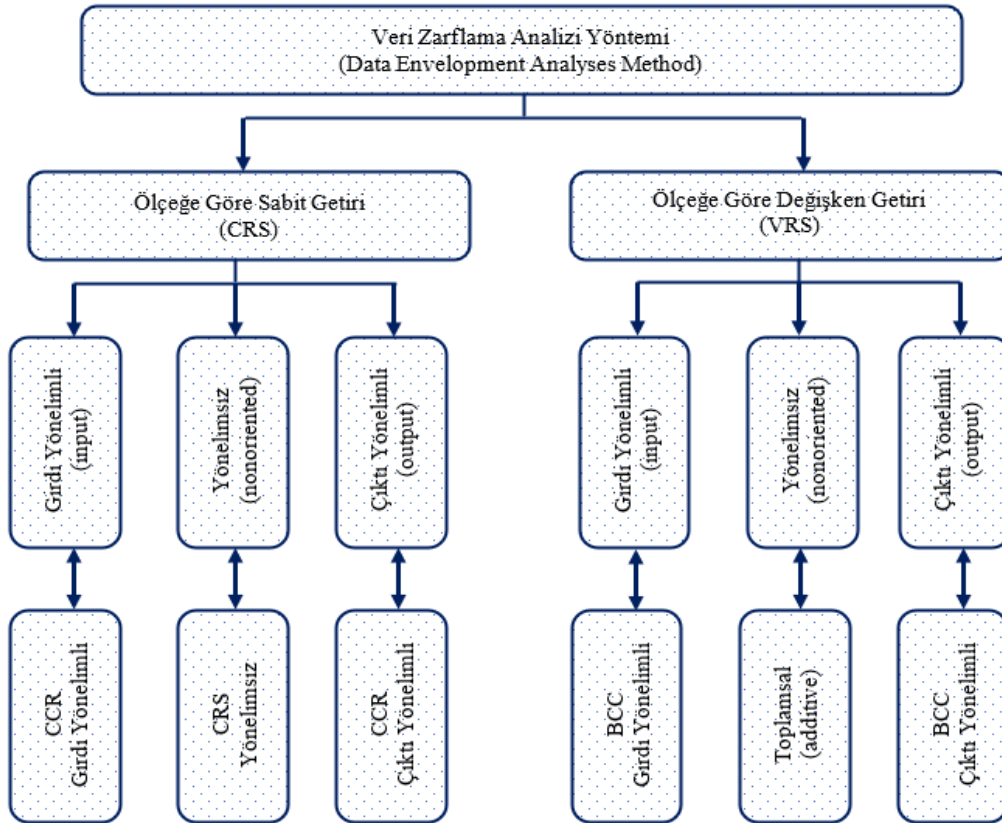 Veri Zarflama Analizi Yöntemi
(Data Envelopment Analyses Method)
Ölçeğe Göre Sabit Getiri
(CRS)
Ölçeğe Göre Değişken Getiri
(VRS)
Girdi Yönelimli
(input)
Yönelimsiz
(nonoriented)
Çıktı Yönelimli
(output)
Girdi Yönelimli
(input)
Yönelimsiz
(nonoriented)
Çıktı Yönelimli
(output)
CCR
Girdi Yönelimli
CRS
Yönelimsiz
CCR
Çıktı Yönelimli
BCC
Girdi Yönelimli
Toplamsal
(additive)
BCC
Çıktı Yönelimli